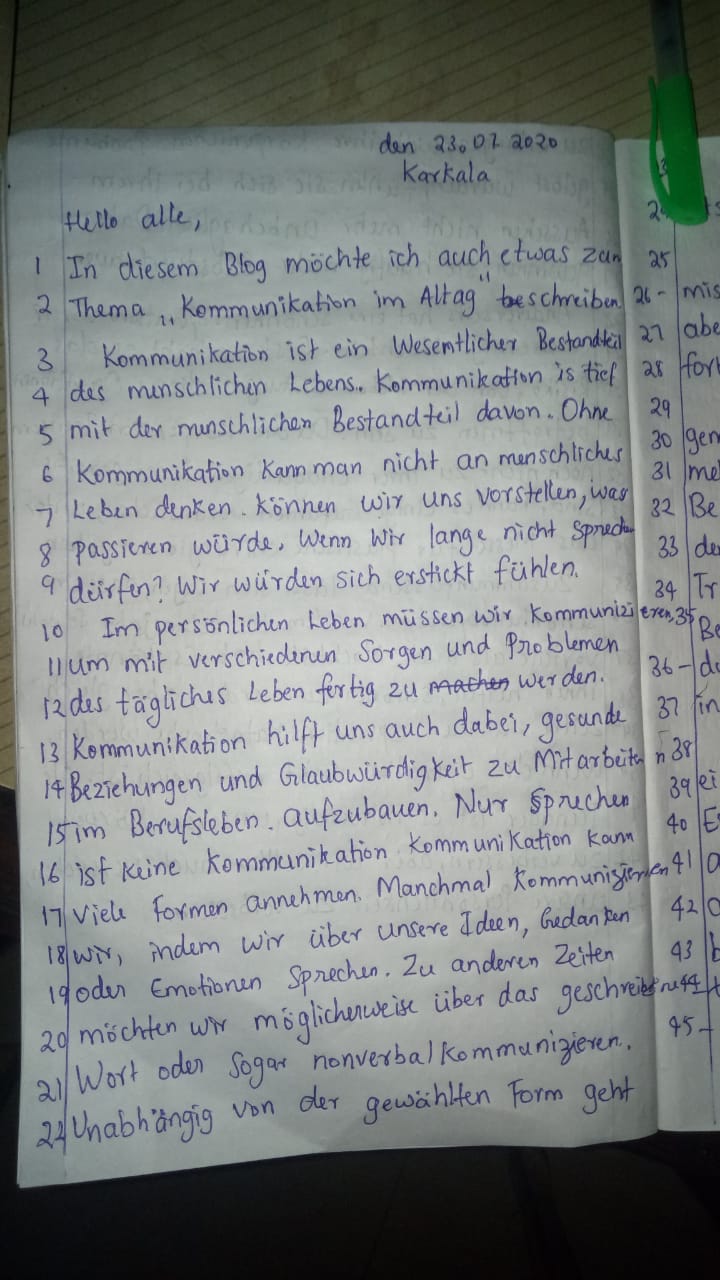 den 23.07 2020
Karkala
Hello alle,
1 In diesem Blog möchte ich auch etwas zum
2 Thema „Kommunikation im Altag" beschreiben.
3 Kommunikation ist ein Wesentlicher Bestandteil
4 des menschlichen Lebens. Kommunikation is tief
5 mit der menschlichen Bestandteil davon. Ohne
6 Kommunikation kann man nicht an menschliches
7 Leben denken. Können wir uns vorstellen, was
8 passieren würde, wenn wir lange nicht sprechen
9 dürfen? Wir würden sich erstickt fühlen.
10 Im persönlichen Leben müssen wir kommunizieren,
11 um mit verschiedenen Sorgen und Problemen
12 des tägliches Leben fertig zu machen werden.
13 Kommunikation hilft uns auch dabei, gesunde
14 Beziehungen und Glaubwürdigkeit zu Mitarbeiten
15 im Berufsleben. aufzubauen. Nur sprechen
16 ist keine Kommunikation. Kommunikation kann
17 viele Formen annehmen. Manchmal kommunizieren
18 wir, indem wir über unsere Ideen, Gedanken
19 oder Emotionen sprechen. Zu anderen Zeiten
20 möchten wir möglicherweise über das geschreibene
21 Wort oder sogar nonverbal kommunizieren.
22 Unabhängig von der gewählten Form geht
25
26 - mis
27 abe
28 fort
29
30 gen
31 me
32 Be
33 de
34 Tr
35 Be
36 - du
37 in
38
39 ei
40 E
41 a
42
43 b
44
45